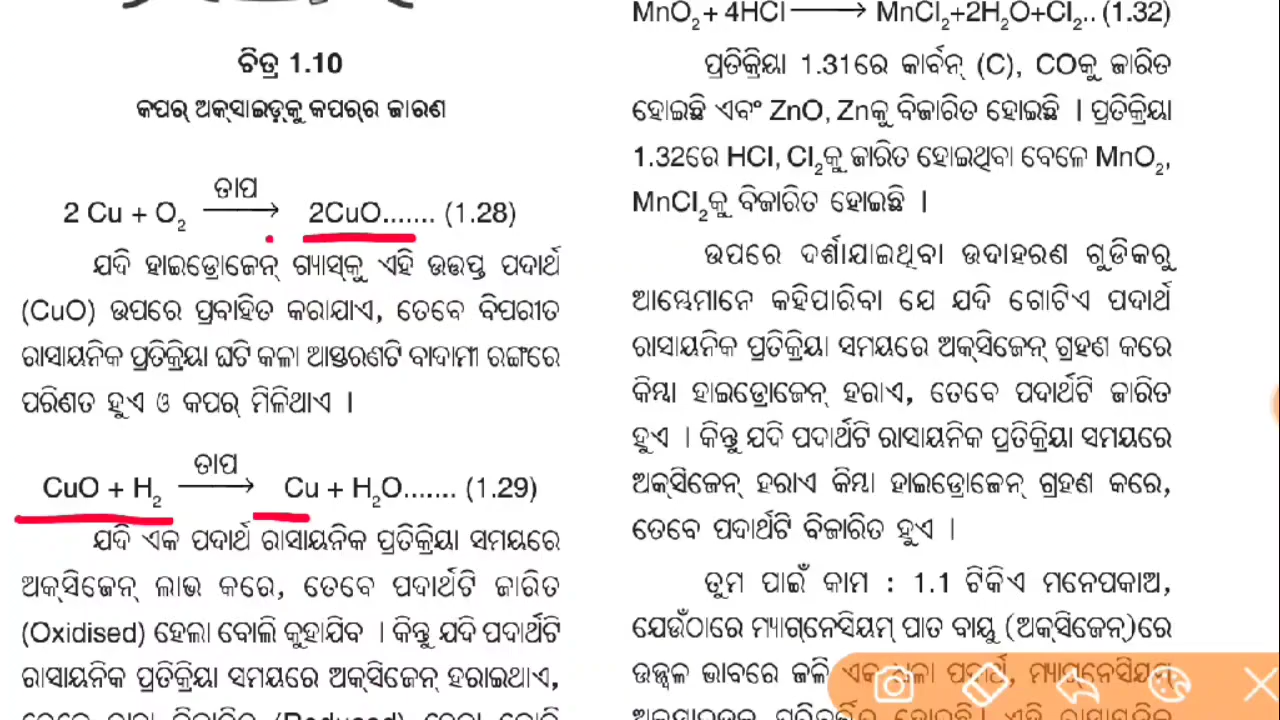 ଚିତ୍ର 1.10
କପର୍ ଅକ୍‌ସାଇଡ୍‌କୁ କପର୍‌ର ଜାରଣ
ତାପ
2 Cu + O₂ ⟶ 2CuO....... (1.28)
ଯଦି ହାଇଡ୍ରୋଜେନ୍ ଗ୍ୟାସ୍‌କୁ ଏହି ଉତ୍ତପ୍ତ ପଦାର୍ଥ
(CuO) ଉପରେ ପ୍ରବାହିତ କରାଯାଏ, ତେବେ ବିପରୀତ
ରାସାୟନିକ ପ୍ରତିକ୍ରିୟା ଘଟି କଳା ଆସ୍ତରଣଟି ବାଦାମୀ ରଙ୍ଗରେ
ପରିଣତ ହୁଏ ଓ କପର୍ ମିଳିଥାଏ ।
ତାପ
CuO + H₂ ⟶ Cu + H₂O....... (1.29)
ଯଦି ଏକ ପଦାର୍ଥ ରାସାୟନିକ ପ୍ରତିକ୍ରିୟା ସମୟରେ
ଅକ୍‌ସିଜେନ୍ ଲାଭ କରେ, ତେବେ ପଦାର୍ଥଟି ଜାରିତ
(Oxidised) ହେଲା ବୋଲି କୁହାଯିବ । କିନ୍ତୁ ଯଦି ପଦାର୍ଥଟି
ରାସାୟନିକ ପ୍ରତିକ୍ରିୟା ସମୟରେ ଅକ୍‌ସିଜେନ୍ ହରାଇଥାଏ,
MnO₂ + 4HCl ⟶ MnCl₂+2H₂O+Cl₂.. (1.32)
ପ୍ରତିକ୍ରିୟା 1.31ରେ କାର୍ବନ୍ (C), COକୁ ଜାରିତ
ହୋଇଛି ଏବଂ ZnO, Znକୁ ବିଜାରିତ ହୋଇଛି । ପ୍ରତିକ୍ରିୟା
1.32ରେ HCl, Cl₂କୁ ଜାରିତ ହୋଇଥିବା ବେଳେ MnO₂,
MnCl₂କୁ ବିଜାରିତ ହୋଇଛି ।
ଉପରେ ଦର୍ଶାଯାଇଥିବା ଉଦାହରଣ ଗୁଡିକରୁ
ଆମ୍ଭେମାନେ କହିପାରିବା ଯେ ଯଦି ଗୋଟିଏ ପଦାର୍ଥ
ରାସାୟନିକ ପ୍ରତିକ୍ରିୟା ସମୟରେ ଅକ୍‌ସିଜେନ୍ ଗ୍ରହଣ କରେ
କିମ୍ବା ହାଇଡ୍ରୋଜେନ୍ ହରାଏ, ତେବେ ପଦାର୍ଥଟି ଜାରିତ
ହୁଏ । କିନ୍ତୁ ଯଦି ପଦାର୍ଥଟି ରାସାୟନିକ ପ୍ରତିକ୍ରିୟା ସମୟରେ
ଅକ୍‌ସିଜେନ୍ ହରାଏ କିମ୍ବା ହାଇଡ୍ରୋଜେନ୍ ଗ୍ରହଣ କରେ,
ତେବେ ପଦାର୍ଥଟି ବିଜାରିତ ହୁଏ ।
ତୁମ ପାଇଁ କାମ : 1.1 ଟିକିଏ ମନେପକାଅ,
ଯେଉଁଠାରେ ମ୍ୟାଗ୍‌ନେସିୟମ୍ ପାତ ବାୟୁ (ଅକ୍‌ସିଜେନ୍)ରେ
ଉଜ୍ଜ୍ୱଳ ଭାବରେ ଜଳି ଏକ ଧଳା ପଦାର୍ଥ, ମ୍ୟାଗ୍‌ନେସିୟମ୍